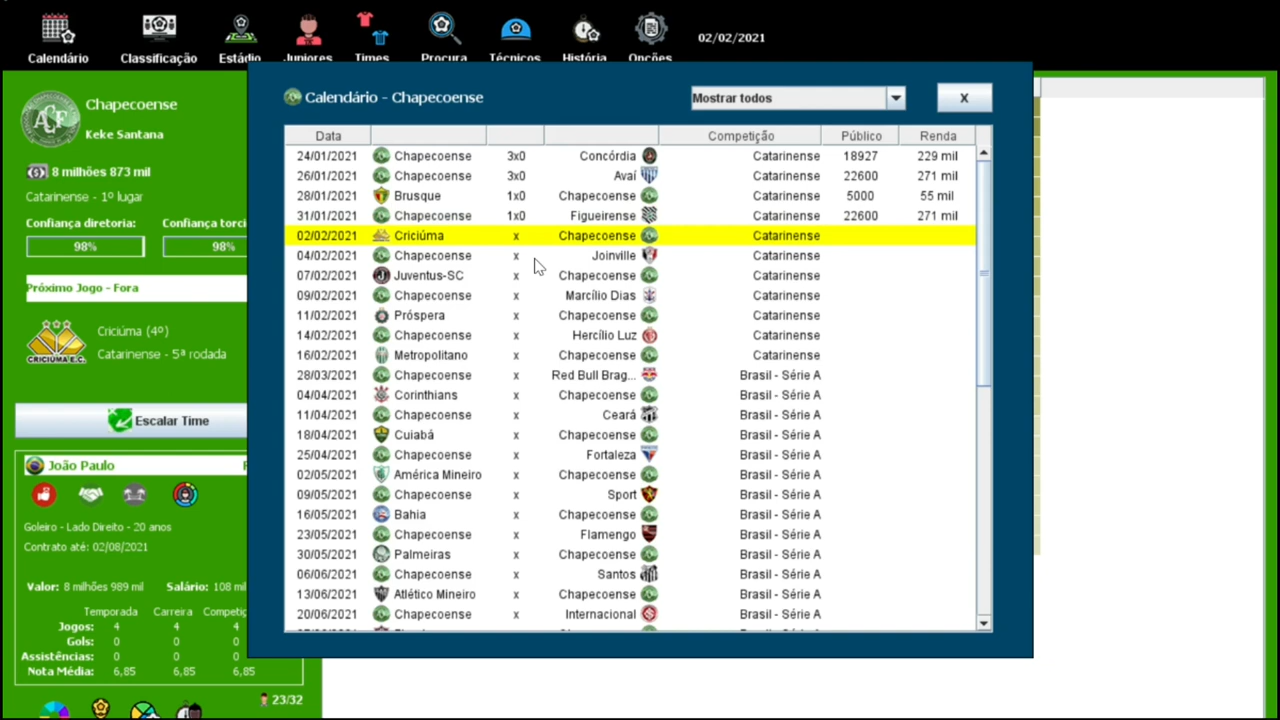 Calendário Classificação Estádio Juniores Times Procura Técnicos História Opções 02/02/2021
Chapecoense
Keke Santana
8 milhões 873 mil
Catarinense - 1º lugar
Confiança diretoria: Confiança torci
98% 98%
Próximo Jogo - Fora
Criciúma (4º)
Catarinense - 5ª rodada
CRICIÚMA E.C.
Escalar Time
João Paulo
Goleiro - Lado Direito - 20 anos
Contrato até: 02/08/2021
Valor: 8 milhões 989 mil Salário: 108 mil
Temporada Carreira Competiç
Jogos: 4 4 4
Gols: 0 0 0
Assistências: 0 0 0
Nota Média: 6,85 6,85 6,85
23/32
Calendário - Chapecoense Mostrar todos X
Data Competição Público Renda
24/01/2021 Chapecoense 3x0 Concórdia Catarinense 18927 229 mil
26/01/2021 Chapecoense 3x0 Avaí Catarinense 22600 271 mil
28/01/2021 Brusque 1x0 Chapecoense Catarinense 5000 55 mil
31/01/2021 Chapecoense 1x0 Figueirense Catarinense 22600 271 mil
02/02/2021 Criciúma x Chapecoense Catarinense
04/02/2021 Chapecoense x Joinville Catarinense
07/02/2021 Juventus-SC x Chapecoense Catarinense
09/02/2021 Chapecoense x Marcílio Dias Catarinense
11/02/2021 Próspera x Chapecoense Catarinense
14/02/2021 Chapecoense x Hercílio Luz Catarinense
16/02/2021 Metropolitano x Chapecoense Catarinense
28/03/2021 Chapecoense x Red Bull Brag... Brasil - Série A
04/04/2021 Corinthians x Chapecoense Brasil - Série A
11/04/2021 Chapecoense x Ceará Brasil - Série A
18/04/2021 Cuiabá x Chapecoense Brasil - Série A
25/04/2021 Chapecoense x Fortaleza Brasil - Série A
02/05/2021 América Mineiro x Chapecoense Brasil - Série A
09/05/2021 Chapecoense x Sport Brasil - Série A
16/05/2021 Bahia x Chapecoense Brasil - Série A
23/05/2021 Chapecoense x Flamengo Brasil - Série A
30/05/2021 Palmeiras x Chapecoense Brasil - Série A
06/06/2021 Chapecoense x Santos Brasil - Série A
13/06/2021 Atlético Mineiro x Chapecoense Brasil - Série A
20/06/2021 Chapecoense x Internacional Brasil - Série A